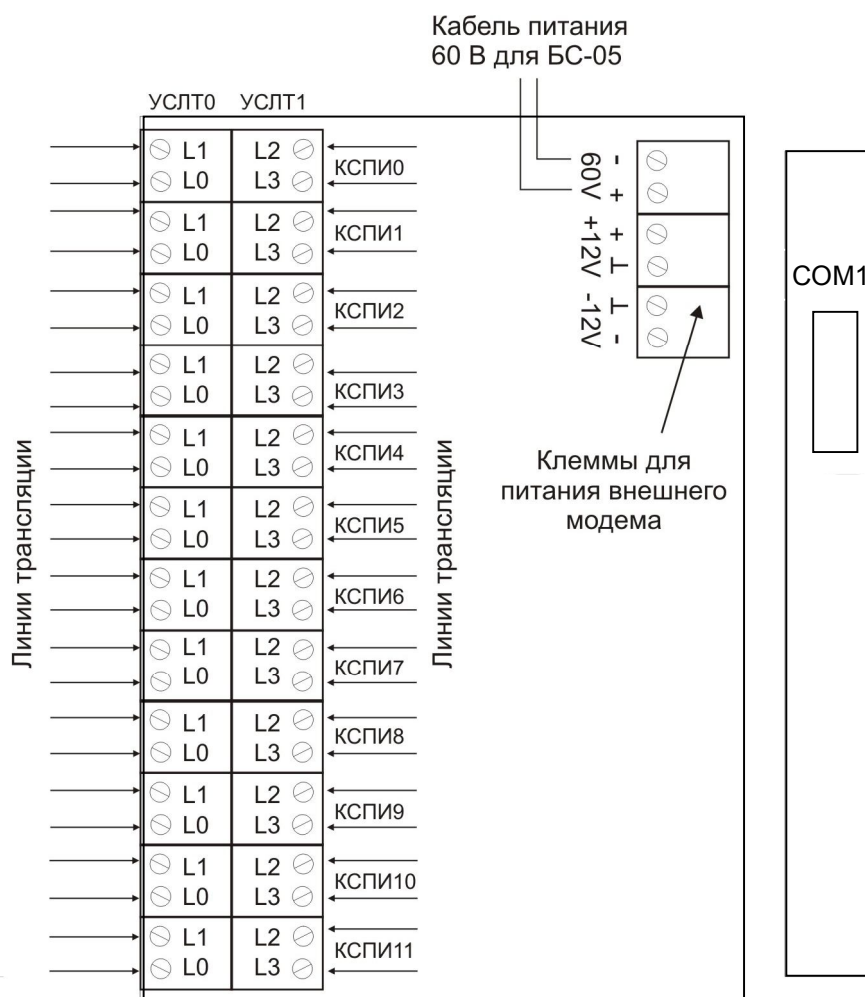 Кабель питания
60 В для БС-05
УСЛТ0 УСЛТ1
L1 L2
КСПИ0
L0 L3
L1 L2
КСПИ1
L0 L3
L1 L2
КСПИ2
L0 L3
L1 L2
КСПИ3
L0 L3
L1 L2
КСПИ4
L0 L3
L1 L2
КСПИ5
L0 L3
L1 L2
КСПИ6
L0 L3
L1 L2
КСПИ7
L0 L3
L1 L2
КСПИ8
L0 L3
L1 L2
КСПИ9
L0 L3
L1 L2
КСПИ10
L0 L3
L1 L2
КСПИ11
L0 L3
Линии трансляции
Линии трансляции
60V - +
+12V + ⊥
-12V ⊥ -
Клеммы для
питания внешнего
модема
COM1